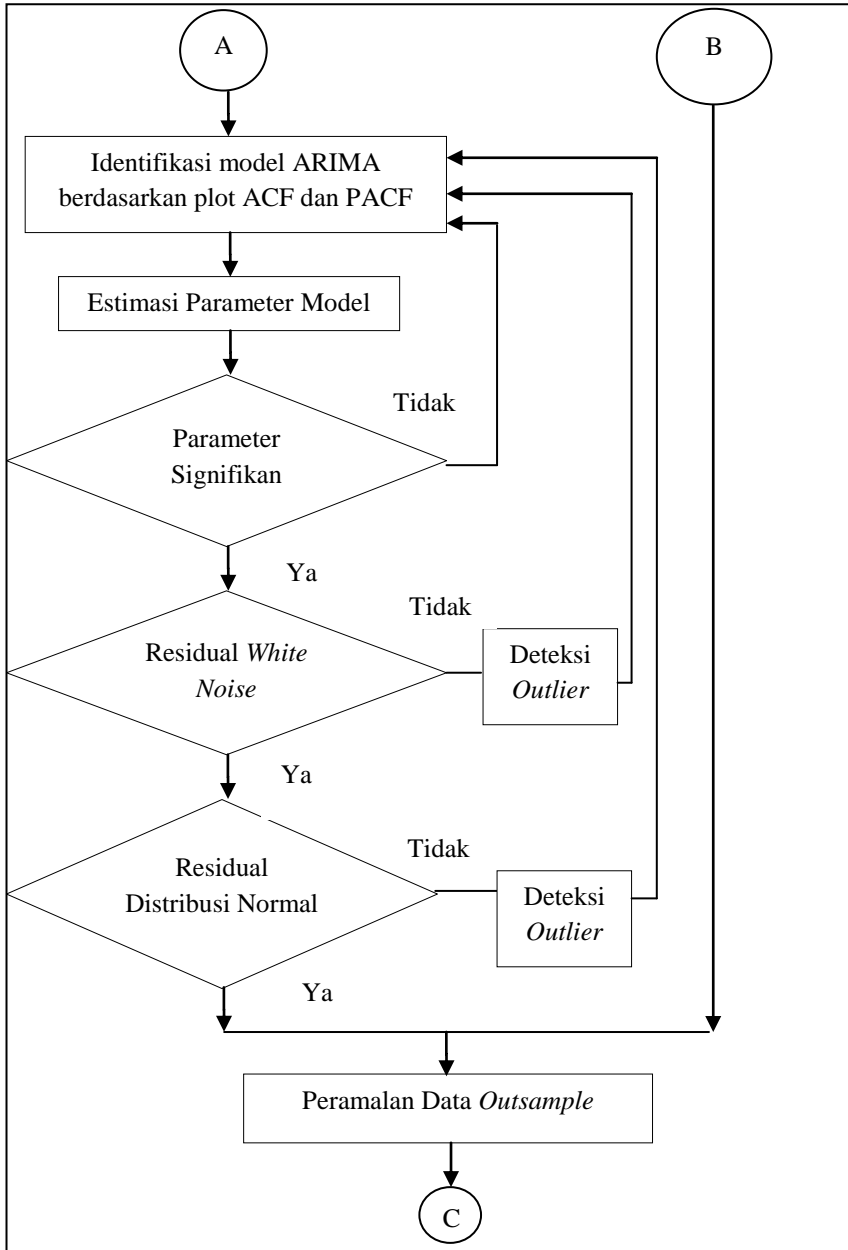 A
B
Identifikasi model ARIMA
berdasarkan plot ACF dan PACF
Estimasi Parameter Model
Tidak
Parameter
Signifikan
Ya
Tidak
Residual White
Noise
Deteksi
Outlier
Ya
Tidak
Residual
Distribusi Normal
Deteksi
Outlier
Ya
Peramalan Data Outsample
C